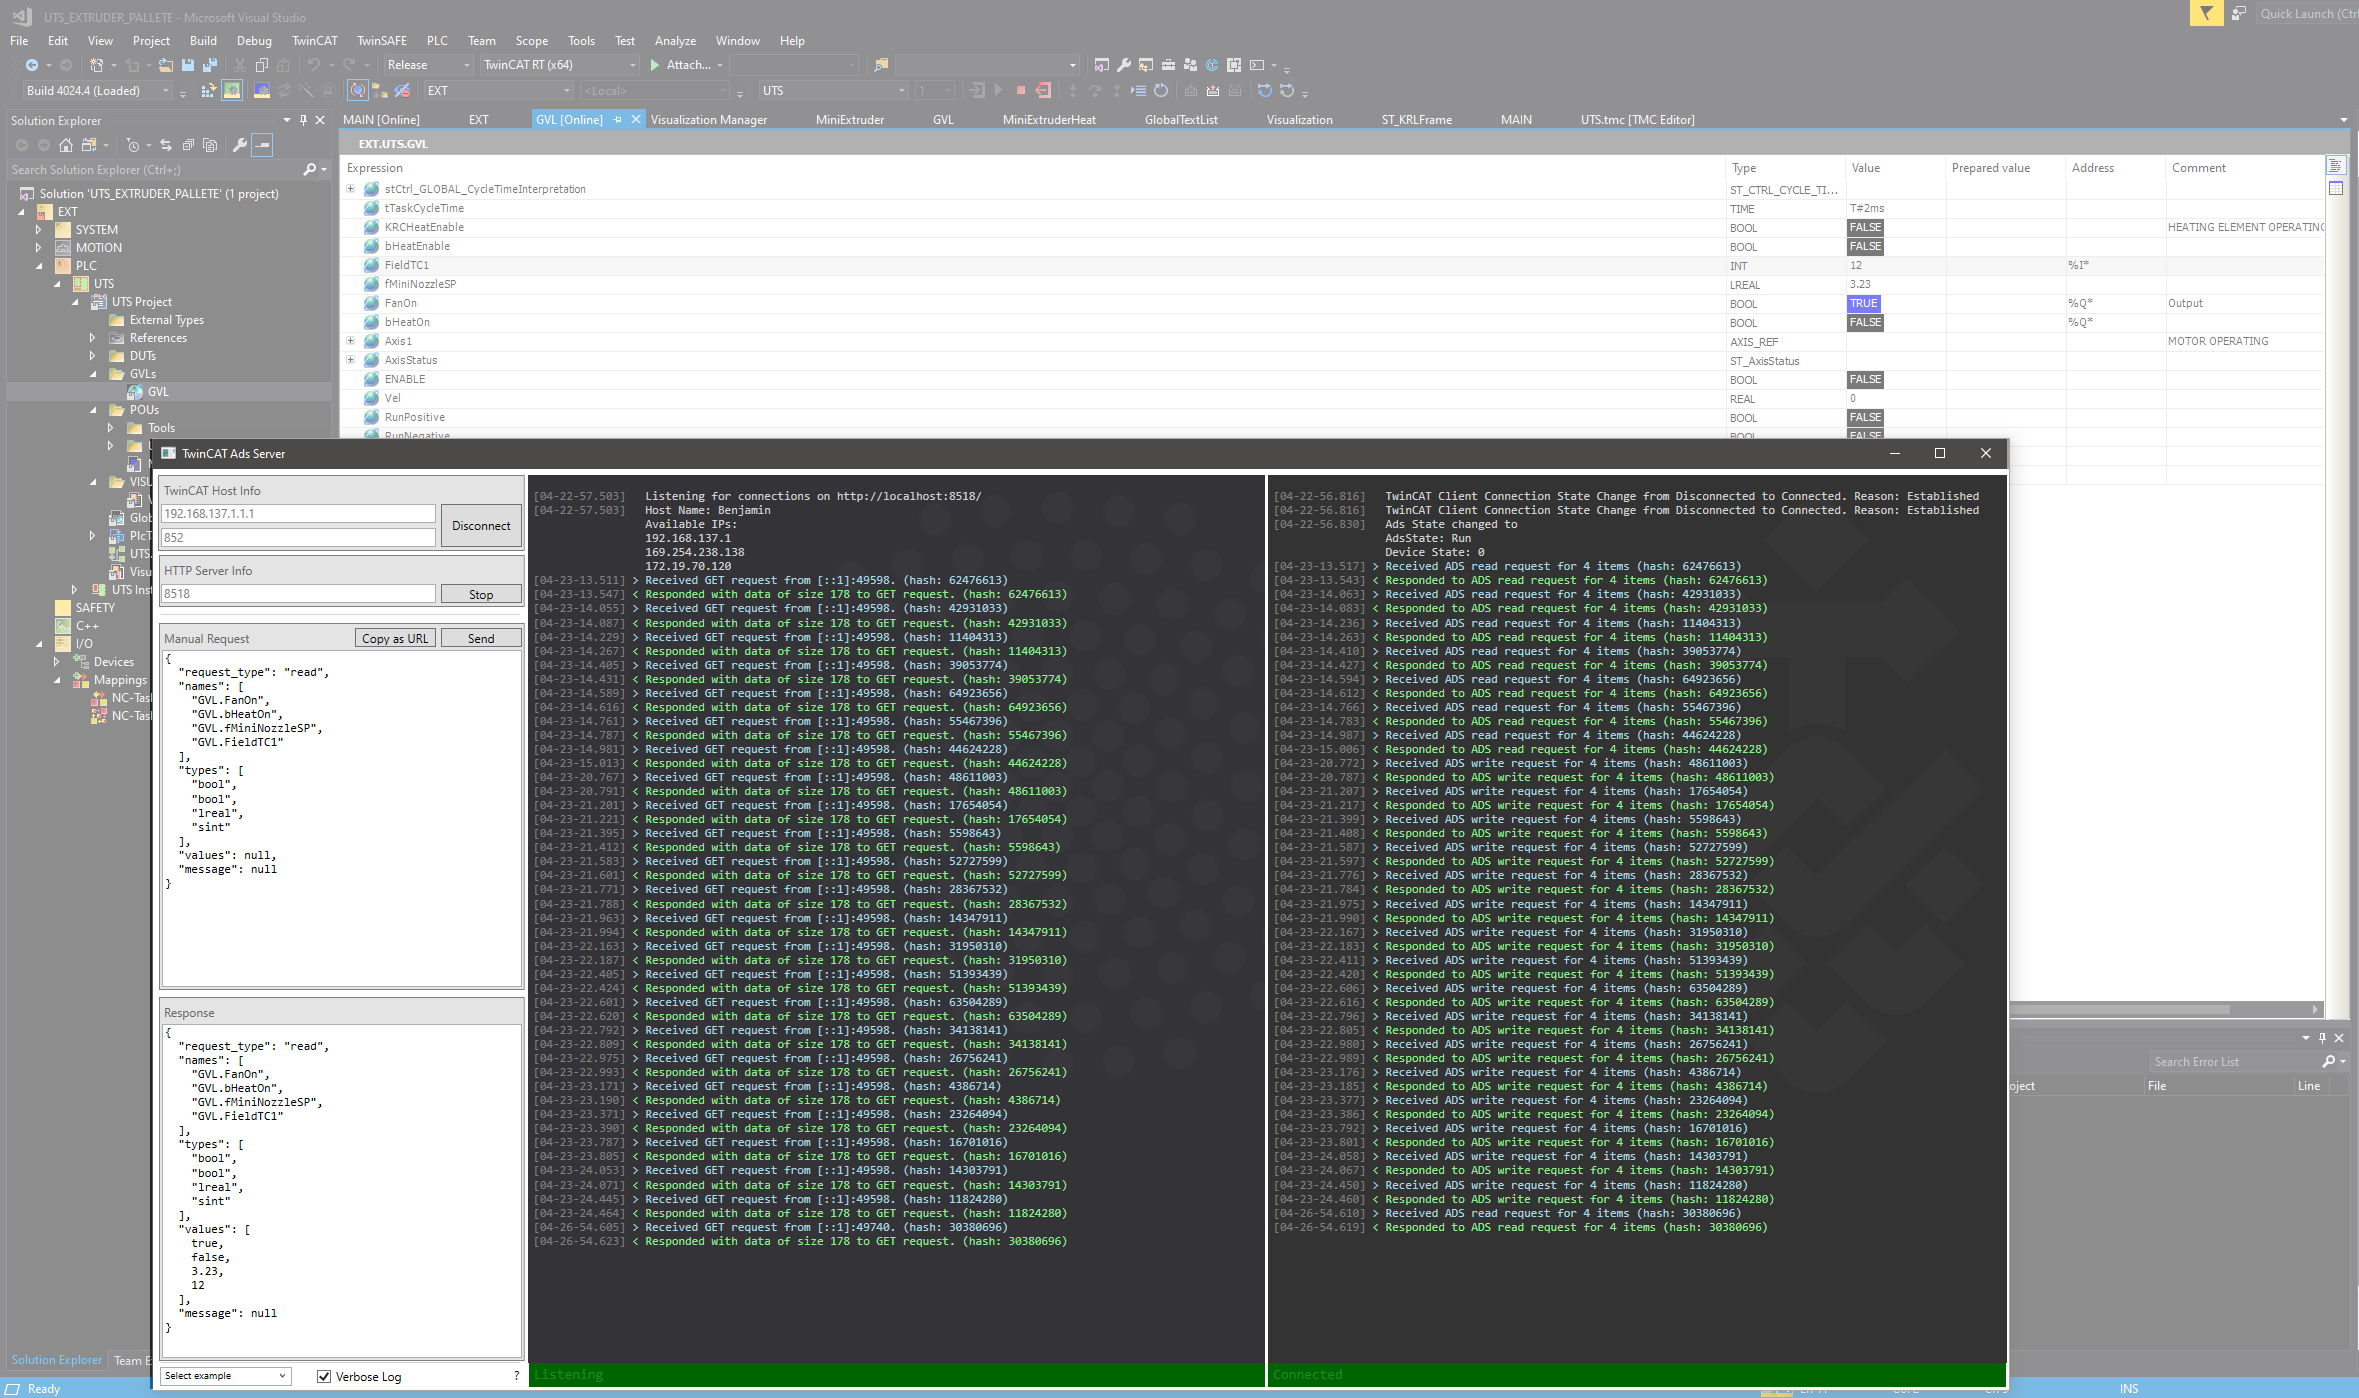 UTS_EXTRUDER_PALLETE - Microsoft Visual Studio
Quick Launch (Ctr
File Edit View Project Build Debug TwinCAT TwinSAFE PLC Team Scope Tools Test Analyze Window Help
Release TwinCAT RT (x64) Attach...
Build 4024.4 (Loaded) EXT <Local> UTS 1
Solution Explorer
MAIN [Online] EXT GVL [Online] Visualization Manager MiniExtruder GVL MiniExtruderHeat GlobalTextList Visualization ST_KRLFrame MAIN UTS.tmc [TMC Editor]
Search Solution Explorer (Ctrl+;)
Solution 'UTS_EXTRUDER_PALLETE' (1 project)
EXT
SYSTEM
MOTION
PLC
UTS
UTS Project
External Types
References
DUTs
GVLs
GVL
POUs
Tools
VISU
Glob
PlcTa
UTS.
Visu
UTS Inst
SAFETY
C++
I/O
Devices
Mappings
NC-Task
NC-Task
Solution Explorer Team E
Ready
EXT.UTS.GVL
Expression Type Value Prepared value Address Comment
stCtrl_GLOBAL_CycleTimeInterpretation ST_CTRL_CYCLE_TI...
tTaskCycleTime TIME T#2ms
KRCHeatEnable BOOL FALSE HEATING ELEMENT OPERATING
bHeatEnable BOOL FALSE
FieldTC1 INT 12 %I*
fMiniNozzleSP LREAL 3.23
FanOn BOOL TRUE %Q* Output
bHeatOn BOOL FALSE %Q*
Axis1 AXIS_REF MOTOR OPERATING
AxisStatus ST_AxisStatus
ENABLE BOOL FALSE
Vel REAL 0
RunPositive BOOL FALSE
RunNegative BOOL FALSE
TwinCAT Ads Server
TwinCAT Host Info
192.168.137.1.1.1
852
Disconnect
HTTP Server Info
8518
Stop
Manual Request Copy as URL Send
{
"request_type": "read",
"names": [
"GVL.FanOn",
"GVL.bHeatOn",
"GVL.fMiniNozzleSP",
"GVL.FieldTC1"
],
"types": [
"bool",
"bool",
"lreal",
"sint"
],
"values": null,
"message": null
}
Response
{
"request_type": "read",
"names": [
"GVL.FanOn",
"GVL.bHeatOn",
"GVL.fMiniNozzleSP",
"GVL.FieldTC1"
],
"types": [
"bool",
"bool",
"lreal",
"sint"
],
"values": [
true,
false,
3.23,
12
],
"message": null
}
Select example Verbose Log ?
[04-22-57.503] Listening for connections on http://localhost:8518/
[04-22-57.503] Host Name: Benjamin
Available IPs:
192.168.137.1
169.254.238.138
172.19.70.120
[04-23-13.511] > Received GET request from [::1]:49598. (hash: 62476613)
[04-23-13.547] < Responded with data of size 178 to GET request. (hash: 62476613)
[04-23-14.055] > Received GET request from [::1]:49598. (hash: 42931033)
[04-23-14.087] < Responded with data of size 178 to GET request. (hash: 42931033)
[04-23-14.229] > Received GET request from [::1]:49598. (hash: 11404313)
[04-23-14.267] < Responded with data of size 178 to GET request. (hash: 11404313)
[04-23-14.405] > Received GET request from [::1]:49598. (hash: 39053774)
[04-23-14.431] < Responded with data of size 178 to GET request. (hash: 39053774)
[04-23-14.589] > Received GET request from [::1]:49598. (hash: 64923656)
[04-23-14.616] < Responded with data of size 178 to GET request. (hash: 64923656)
[04-23-14.761] > Received GET request from [::1]:49598. (hash: 55467396)
[04-23-14.787] < Responded with data of size 178 to GET request. (hash: 55467396)
[04-23-14.981] > Received GET request from [::1]:49598. (hash: 44624228)
[04-23-15.013] < Responded with data of size 178 to GET request. (hash: 44624228)
[04-23-20.767] > Received GET request from [::1]:49598. (hash: 48611003)
[04-23-20.791] < Responded with data of size 178 to GET request. (hash: 48611003)
[04-23-21.201] > Received GET request from [::1]:49598. (hash: 17654054)
[04-23-21.221] < Responded with data of size 178 to GET request. (hash: 17654054)
[04-23-21.395] > Received GET request from [::1]:49598. (hash: 5598643)
[04-23-21.412] < Responded with data of size 178 to GET request. (hash: 5598643)
[04-23-21.583] > Received GET request from [::1]:49598. (hash: 52727599)
[04-23-21.601] < Responded with data of size 178 to GET request. (hash: 52727599)
[04-23-21.771] > Received GET request from [::1]:49598. (hash: 28367532)
[04-23-21.788] < Responded with data of size 178 to GET request. (hash: 28367532)
[04-23-21.963] > Received GET request from [::1]:49598. (hash: 14347911)
[04-23-21.994] < Responded with data of size 178 to GET request. (hash: 14347911)
[04-23-22.163] > Received GET request from [::1]:49598. (hash: 31950310)
[04-23-22.187] < Responded with data of size 178 to GET request. (hash: 31950310)
[04-23-22.405] > Received GET request from [::1]:49598. (hash: 51393439)
[04-23-22.424] < Responded with data of size 178 to GET request. (hash: 51393439)
[04-23-22.601] > Received GET request from [::1]:49598. (hash: 63504289)
[04-23-22.620] < Responded with data of size 178 to GET request. (hash: 63504289)
[04-23-22.792] > Received GET request from [::1]:49598. (hash: 34138141)
[04-23-22.809] < Responded with data of size 178 to GET request. (hash: 34138141)
[04-23-22.975] > Received GET request from [::1]:49598. (hash: 26756241)
[04-23-22.993] < Responded with data of size 178 to GET request. (hash: 26756241)
[04-23-23.171] > Received GET request from [::1]:49598. (hash: 4386714)
[04-23-23.190] < Responded with data of size 178 to GET request. (hash: 4386714)
[04-23-23.371] > Received GET request from [::1]:49598. (hash: 23264094)
[04-23-23.390] < Responded with data of size 178 to GET request. (hash: 23264094)
[04-23-23.787] > Received GET request from [::1]:49598. (hash: 16701016)
[04-23-23.805] < Responded with data of size 178 to GET request. (hash: 16701016)
[04-23-24.053] > Received GET request from [::1]:49598. (hash: 14303791)
[04-23-24.071] < Responded with data of size 178 to GET request. (hash: 14303791)
[04-23-24.445] > Received GET request from [::1]:49598. (hash: 11824280)
[04-23-24.464] < Responded with data of size 178 to GET request. (hash: 11824280)
[04-26-54.605] > Received GET request from [::1]:49740. (hash: 30380696)
[04-26-54.623] < Responded with data of size 178 to GET request. (hash: 30380696)
Listening
[04-22-56.816] TwinCAT Client Connection State Change from Disconnected to Connected. Reason: Established
[04-22-56.816] TwinCAT Client Connection State Change from Disconnected to Connected. Reason: Established
[04-22-56.830] Ads State changed to
AdsState: Run
Device State: 0
[04-23-13.517] > Received ADS read request for 4 items (hash: 62476613)
[04-23-13.543] < Responded to ADS read request for 4 items (hash: 62476613)
[04-23-14.063] > Received ADS read request for 4 items (hash: 42931033)
[04-23-14.083] < Responded to ADS read request for 4 items (hash: 42931033)
[04-23-14.236] > Received ADS read request for 4 items (hash: 11404313)
[04-23-14.263] < Responded to ADS read request for 4 items (hash: 11404313)
[04-23-14.410] > Received ADS read request for 4 items (hash: 39053774)
[04-23-14.427] < Responded to ADS read request for 4 items (hash: 39053774)
[04-23-14.594] > Received ADS read request for 4 items (hash: 64923656)
[04-23-14.612] < Responded to ADS read request for 4 items (hash: 64923656)
[04-23-14.766] > Received ADS read request for 4 items (hash: 55467396)
[04-23-14.783] < Responded to ADS read request for 4 items (hash: 55467396)
[04-23-14.987] > Received ADS read request for 4 items (hash: 44624228)
[04-23-15.006] < Responded to ADS read request for 4 items (hash: 44624228)
[04-23-20.772] > Received ADS write request for 4 items (hash: 48611003)
[04-23-20.787] < Responded to ADS write request for 4 items (hash: 48611003)
[04-23-21.207] > Received ADS write request for 4 items (hash: 17654054)
[04-23-21.217] < Responded to ADS write request for 4 items (hash: 17654054)
[04-23-21.399] > Received ADS write request for 4 items (hash: 5598643)
[04-23-21.408] < Responded to ADS write request for 4 items (hash: 5598643)
[04-23-21.587] > Received ADS write request for 4 items (hash: 52727599)
[04-23-21.597] < Responded to ADS write request for 4 items (hash: 52727599)
[04-23-21.776] > Received ADS write request for 4 items (hash: 28367532)
[04-23-21.784] < Responded to ADS write request for 4 items (hash: 28367532)
[04-23-21.975] > Received ADS write request for 4 items (hash: 14347911)
[04-23-21.990] < Responded to ADS write request for 4 items (hash: 14347911)
[04-23-22.167] > Received ADS write request for 4 items (hash: 31950310)
[04-23-22.183] < Responded to ADS write request for 4 items (hash: 31950310)
[04-23-22.411] > Received ADS write request for 4 items (hash: 51393439)
[04-23-22.420] < Responded to ADS write request for 4 items (hash: 51393439)
[04-23-22.606] > Received ADS write request for 4 items (hash: 63504289)
[04-23-22.616] < Responded to ADS write request for 4 items (hash: 63504289)
[04-23-22.796] > Received ADS write request for 4 items (hash: 34138141)
[04-23-22.805] < Responded to ADS write request for 4 items (hash: 34138141)
[04-23-22.980] > Received ADS write request for 4 items (hash: 26756241)
[04-23-22.989] < Responded to ADS write request for 4 items (hash: 26756241)
[04-23-23.176] > Received ADS write request for 4 items (hash: 4386714)
[04-23-23.185] < Responded to ADS write request for 4 items (hash: 4386714)
[04-23-23.377] > Received ADS write request for 4 items (hash: 23264094)
[04-23-23.386] < Responded to ADS write request for 4 items (hash: 23264094)
[04-23-23.792] > Received ADS write request for 4 items (hash: 16701016)
[04-23-23.801] < Responded to ADS write request for 4 items (hash: 16701016)
[04-23-24.058] > Received ADS write request for 4 items (hash: 14303791)
[04-23-24.067] < Responded to ADS write request for 4 items (hash: 14303791)
[04-23-24.450] > Received ADS write request for 4 items (hash: 11824280)
[04-23-24.460] < Responded to ADS write request for 4 items (hash: 11824280)
[04-26-54.610] > Received ADS read request for 4 items (hash: 30380696)
[04-26-54.619] < Responded to ADS read request for 4 items (hash: 30380696)
Connected
Search Error List
oject File Line
INS